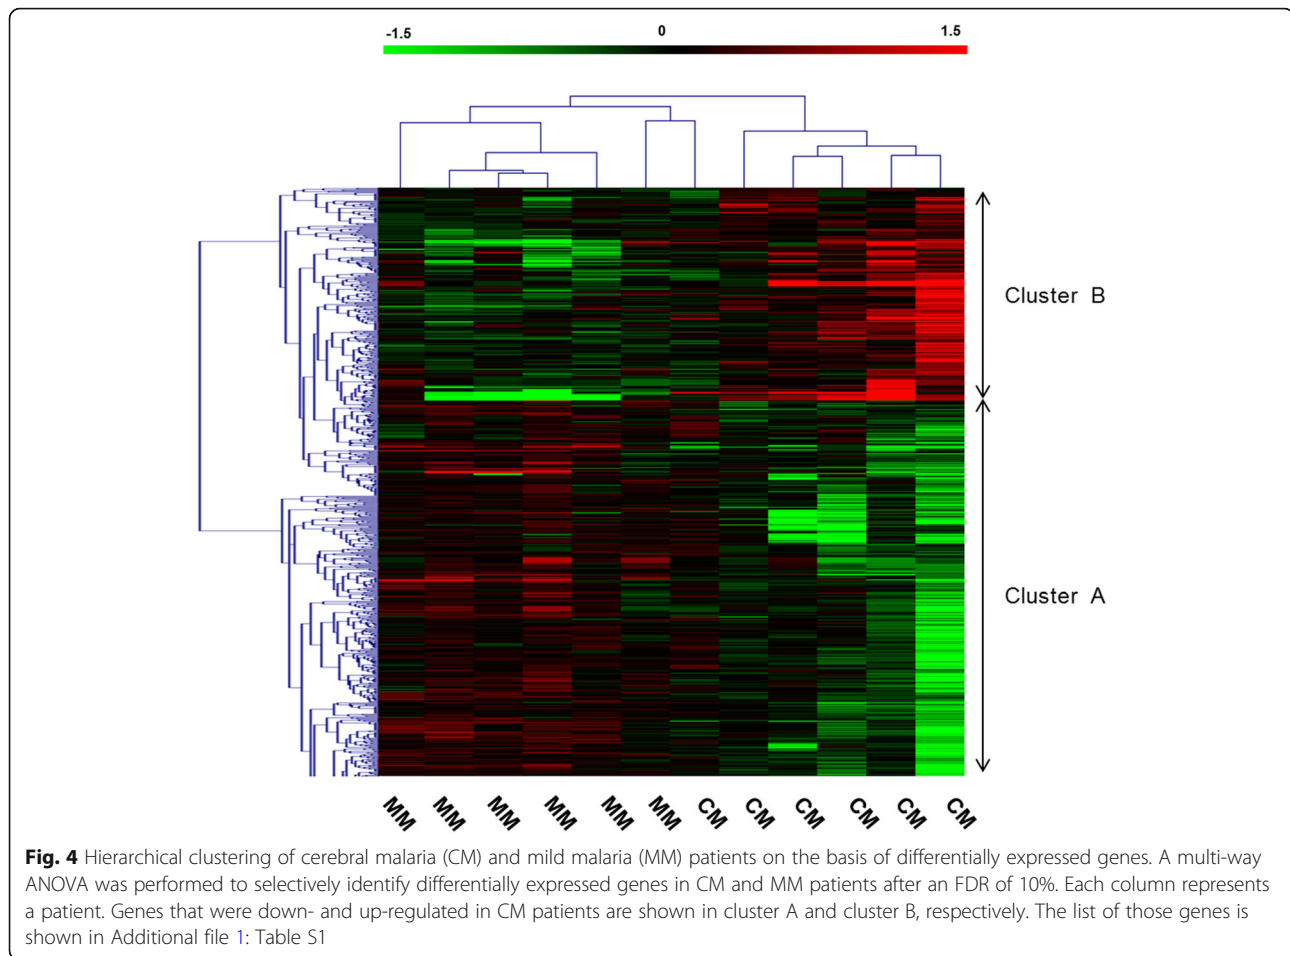 -1.5 0 1.5
Cluster B
Cluster A
MM MM MM MM MM MM CM CM CM CM CM CM
Fig. 4 Hierarchical clustering of cerebral malaria (CM) and mild malaria (MM) patients on the basis of differentially expressed genes. A multi-way
ANOVA was performed to selectively identify differentially expressed genes in CM and MM patients after an FDR of 10%. Each column represents
a patient. Genes that were down- and up-regulated in CM patients are shown in cluster A and cluster B, respectively. The list of those genes is
shown in Additional file 1: Table S1